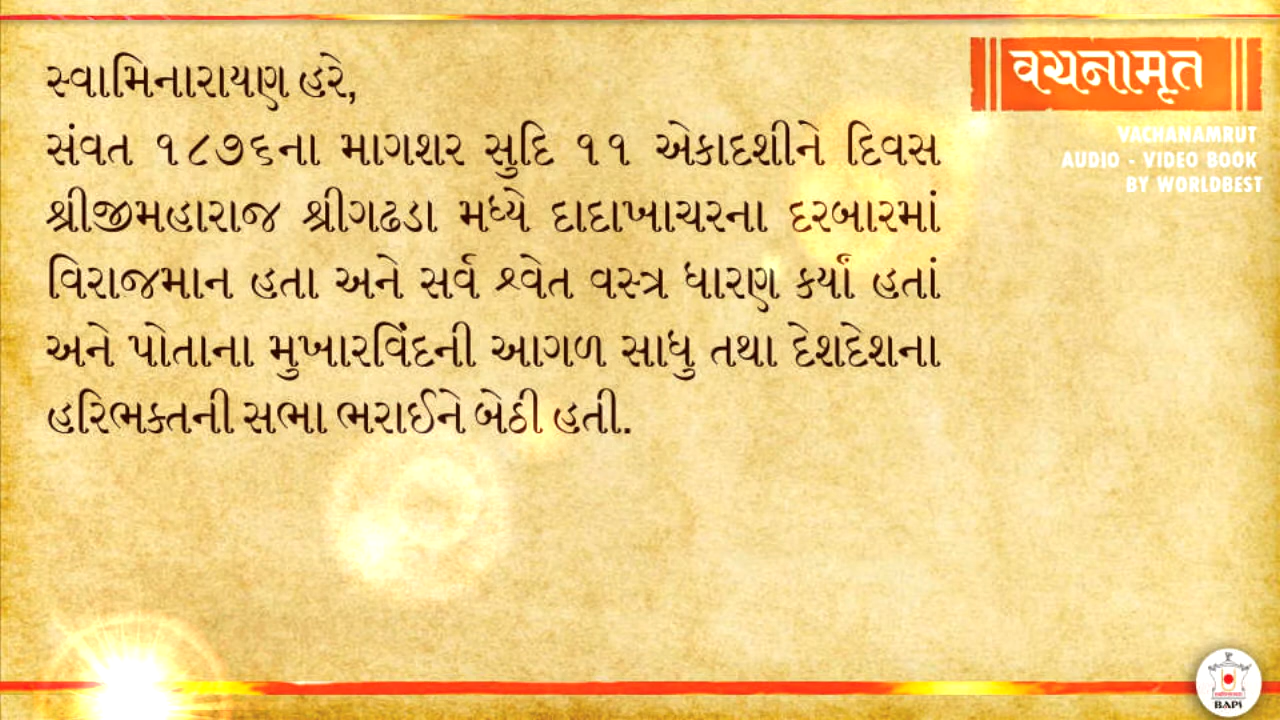 સ્વામિનારાયણ હરે,
સંવત ૧૮૭૬ના માગશર સુદિ ૧૧ એકાદશીને દિવસ
શ્રીજીમહારાજ શ્રીગઢડા મધ્યે દાદાખાચરના દરબારમાં
વિરાજમાન હતા અને સર્વ શ્વેત વસ્ત્ર ધારણ કર્યાં હતાં
અને પોતાના મુખારવિંદની આગળ સાધુ તથા દેશદેશના
હરિભક્તની સભા ભરાઈને બેઠી હતી.
વચનામૃત
VACHANAMRUT
AUDIO - VIDEO BOOK
BY WORLDBEST
BAPS